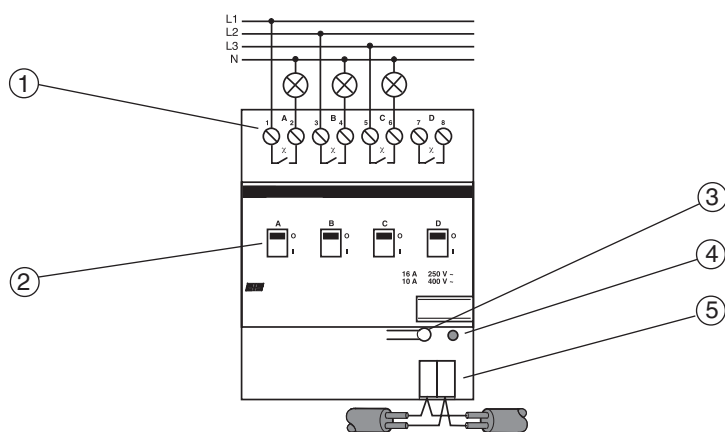 L1
L2
L3
N
1
A B C D
1 2 3 4 5 6 7 8
χ χ χ χ
3
A B C D
O O O O
2
I I I I
4
16 A 250 V ~
10 A 400 V ~
5